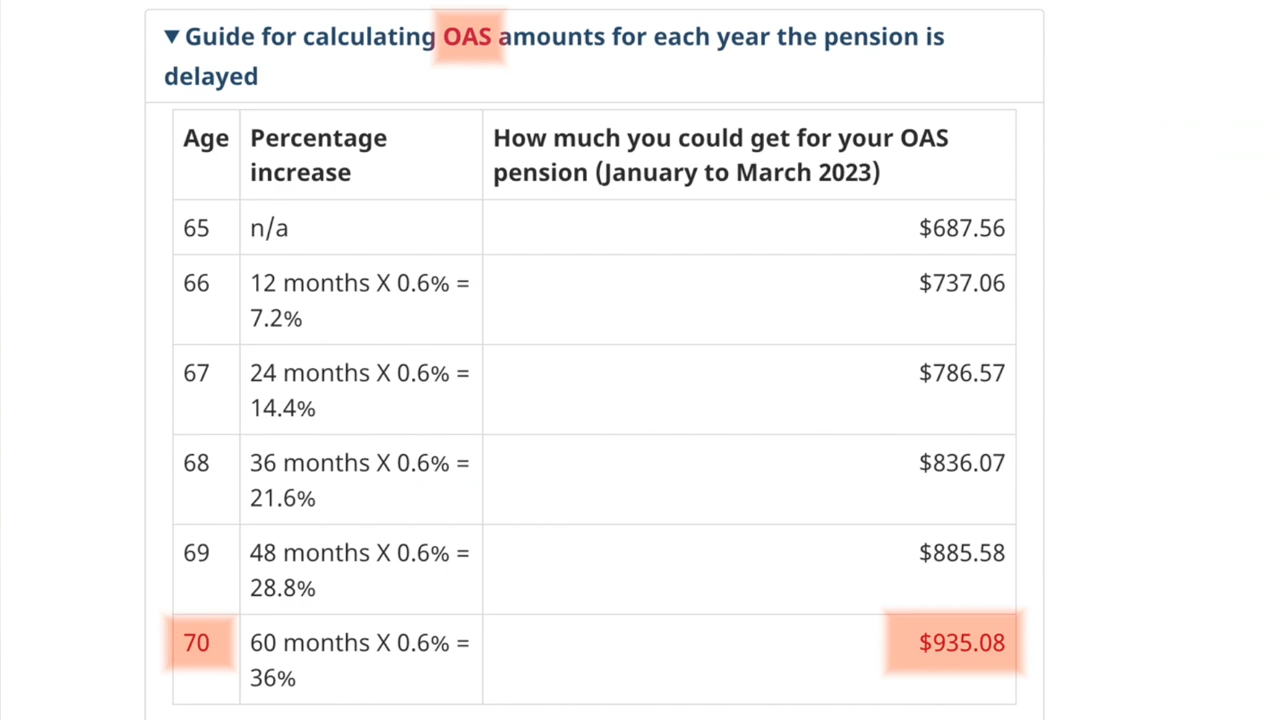 ▼ Guide for calculating OAS amounts for each year the pension is
delayed
Age Percentage increase How much you could get for your OAS pension (January to March 2023)
65 n/a $687.56
66 12 months X 0.6% = 7.2% $737.06
67 24 months X 0.6% = 14.4% $786.57
68 36 months X 0.6% = 21.6% $836.07
69 48 months X 0.6% = 28.8% $885.58
70 60 months X 0.6% = 36% $935.08